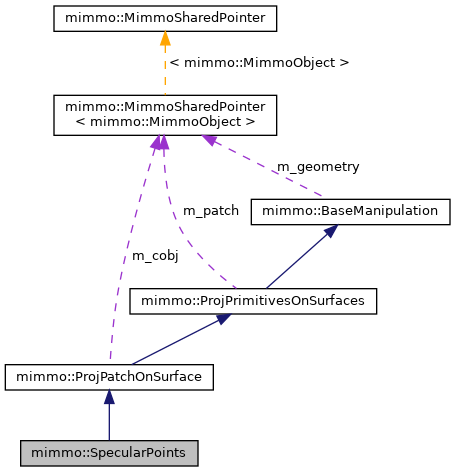 mimmo::MimmoSharedPointer
< mimmo::MimmoObject >
mimmo::MimmoSharedPointer
< mimmo::MimmoObject >
m_geometry
m_patch
mimmo::BaseManipulation
m_cobj
mimmo::ProjPrimitivesOnSurfaces
mimmo::ProjPatchOnSurface
mimmo::SpecularPoints